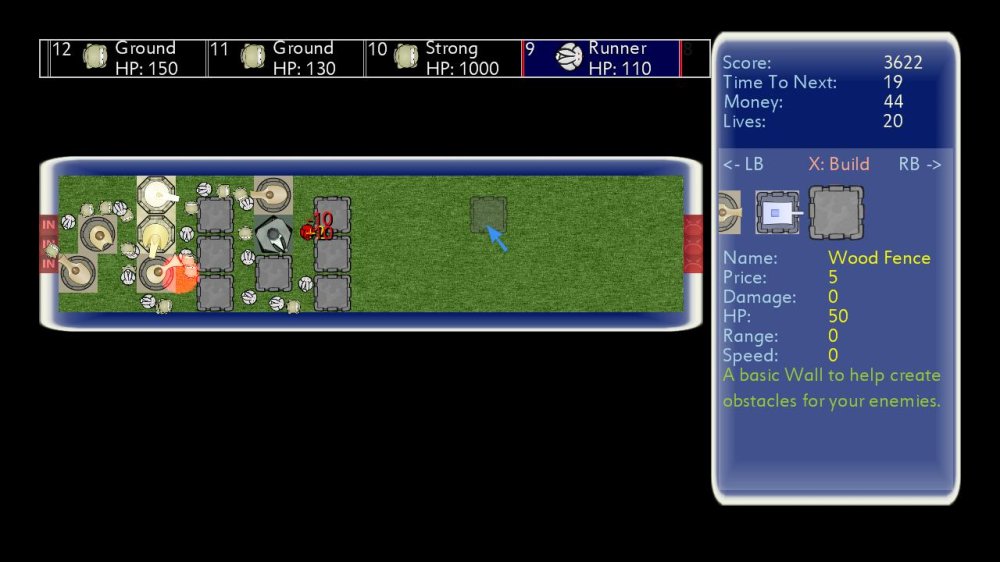 12 Ground HP: 150
11 Ground HP: 130
10 Strong HP: 1000
9 Runner HP: 110
8
Score: 3622
Time To Next: 19
Money: 44
Lives: 20
<- LB X: Build RB ->
IN
IN
IN
-10
Name: Wood Fence
Price: 5
Damage: 0
HP: 50
Range: 0
Speed: 0
A basic Wall to help create
obstacles for your enemies.